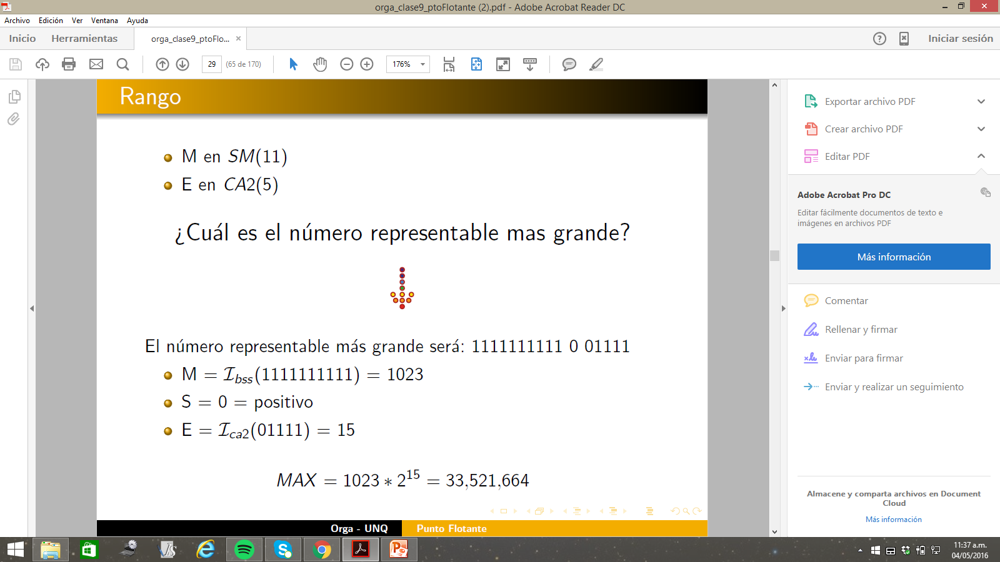 orga_clase9_ptoFlotante (2).pdf - Adobe Acrobat Reader DC
Archivo Edición Ver Ventana Ayuda
Inicio Herramientas orga_clase9_ptoFlo... × Iniciar sesión
29 (65 de 170) 176%
Rango
M en SM(11)
E en CA2(5)
¿Cuál es el número representable mas grande?
El número representable más grande será: 1111111111 0 01111
M = I_bss(1111111111) = 1023
S = 0 = positivo
E = I_ca2(01111) = 15
MAX = 1023 * 2^15 = 33,521,664
Orga - UNQ Punto Flotante
Exportar archivo PDF
Crear archivo PDF
Editar PDF
Adobe Acrobat Pro DC
Editar fácilmente documentos de texto e
imágenes en archivos PDF
Más información
Comentar
Rellenar y firmar
Enviar para firmar
Enviar y realizar un seguimiento
Almacene y comparta archivos en Document
Cloud
Más información
11:37 a.m.
04/05/2016